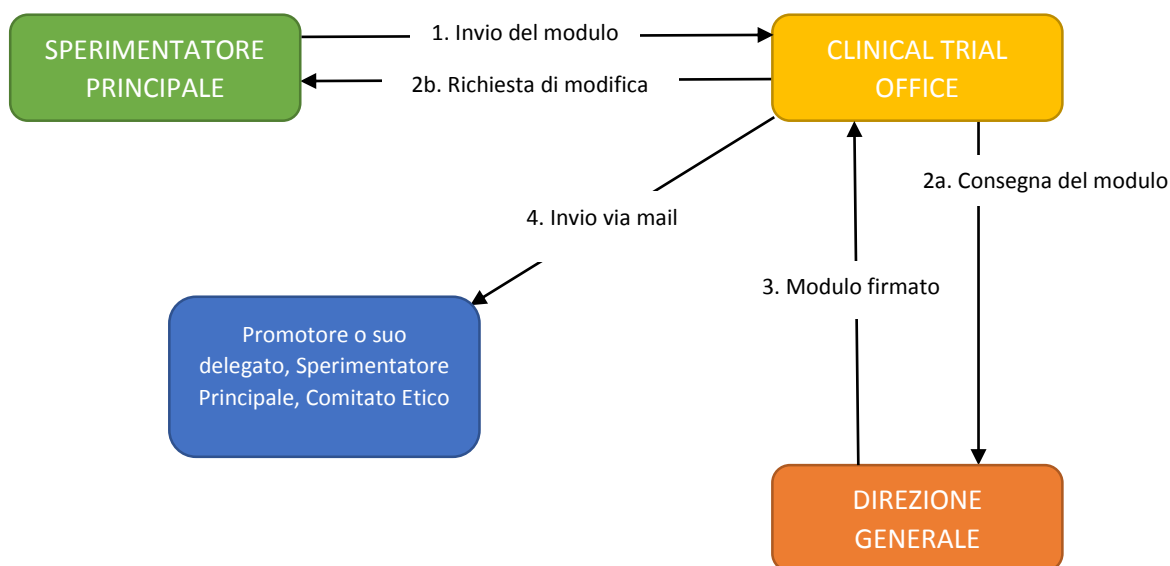 SPERIMENTATORE
PRINCIPALE
1. Invio del modulo
2b. Richiesta di modifica
CLINICAL TRIAL
OFFICE
2a. Consegna del modulo
4. Invio via mail
3. Modulo firmato
Promotore o suo
delegato, Sperimentatore
Principale, Comitato Etico
DIREZIONE
GENERALE